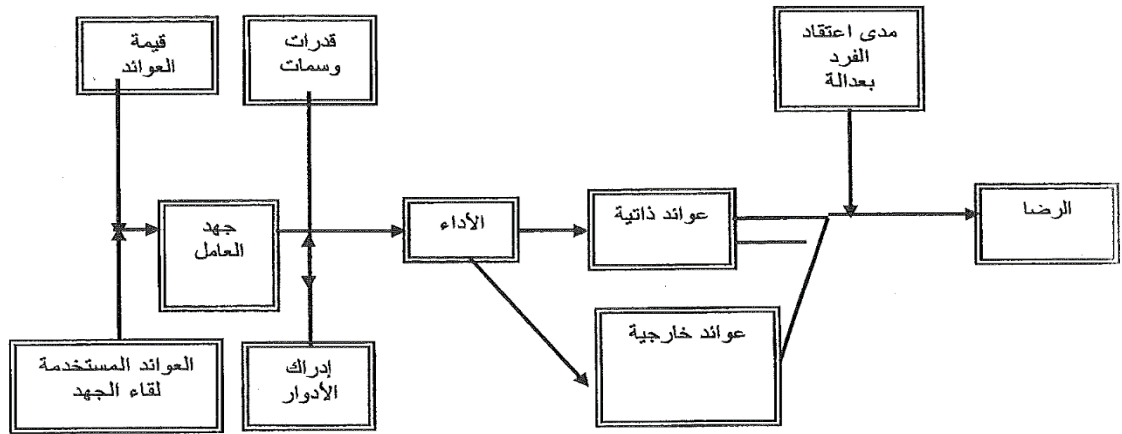 قيمة
العوائد
قدرات
وسمات
مدى اعتقاد
الفرد
بعدالة
جهد
العامل
الأداء
عوائد ذاتية
الرضا
عوائد خارجية
العوائد المستخدمة
لقاء الجهد
إدراك
الأدوار